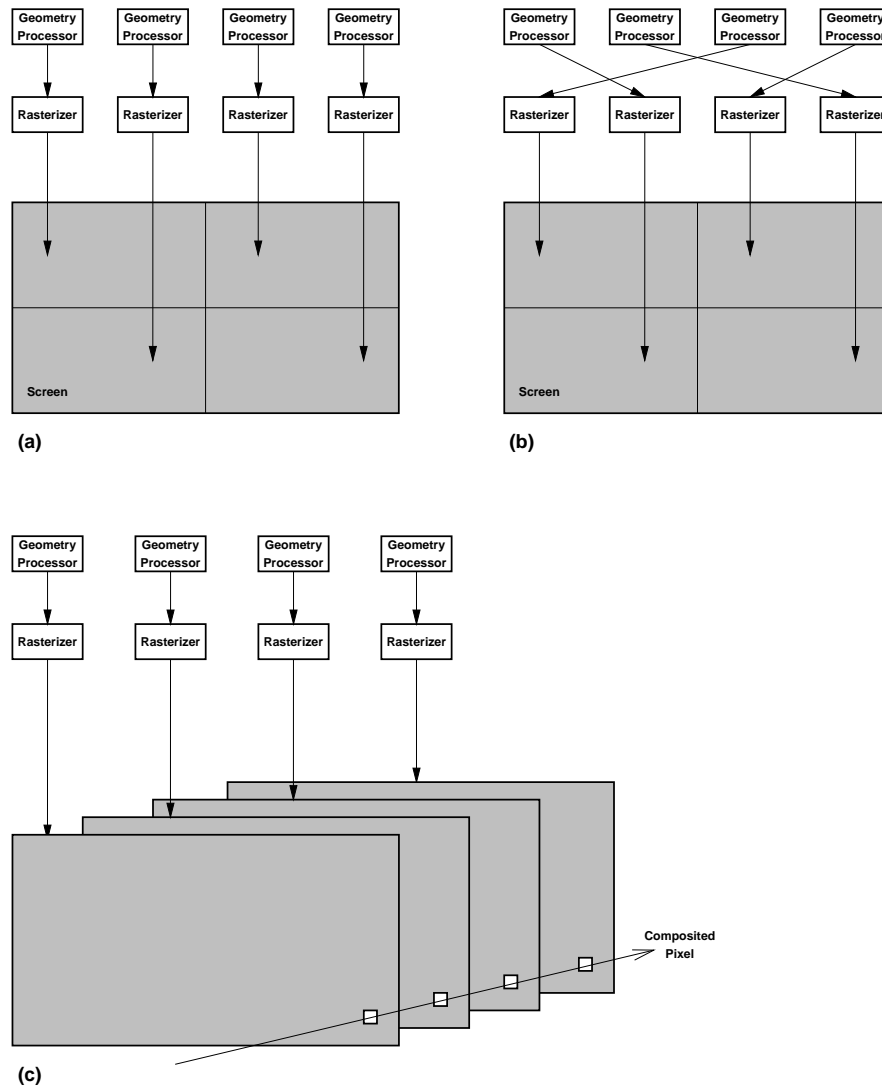 Geometry Processor
Geometry Processor
Geometry Processor
Geometry Processor
Rasterizer
Rasterizer
Rasterizer
Rasterizer
Screen
(a)
Geometry Processor
Geometry Processor
Geometry Processor
Geometry Processor
Rasterizer
Rasterizer
Rasterizer
Rasterizer
Screen
(b)
Geometry Processor
Geometry Processor
Geometry Processor
Geometry Processor
Rasterizer
Rasterizer
Rasterizer
Rasterizer
Composited
Pixel
(c)